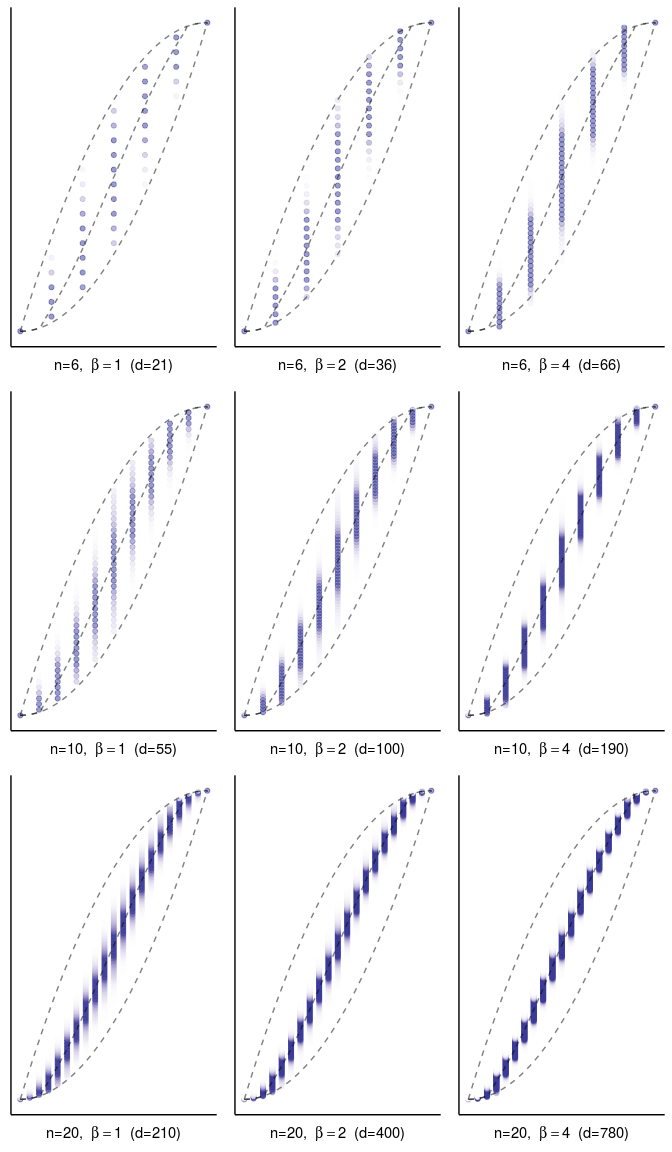 n=6, β = 1 (d=21)
n=6, β = 2 (d=36)
n=6, β = 4 (d=66)
n=10, β = 1 (d=55)
n=10, β = 2 (d=100)
n=10, β = 4 (d=190)
n=20, β = 1 (d=210)
n=20, β = 2 (d=400)
n=20, β = 4 (d=780)